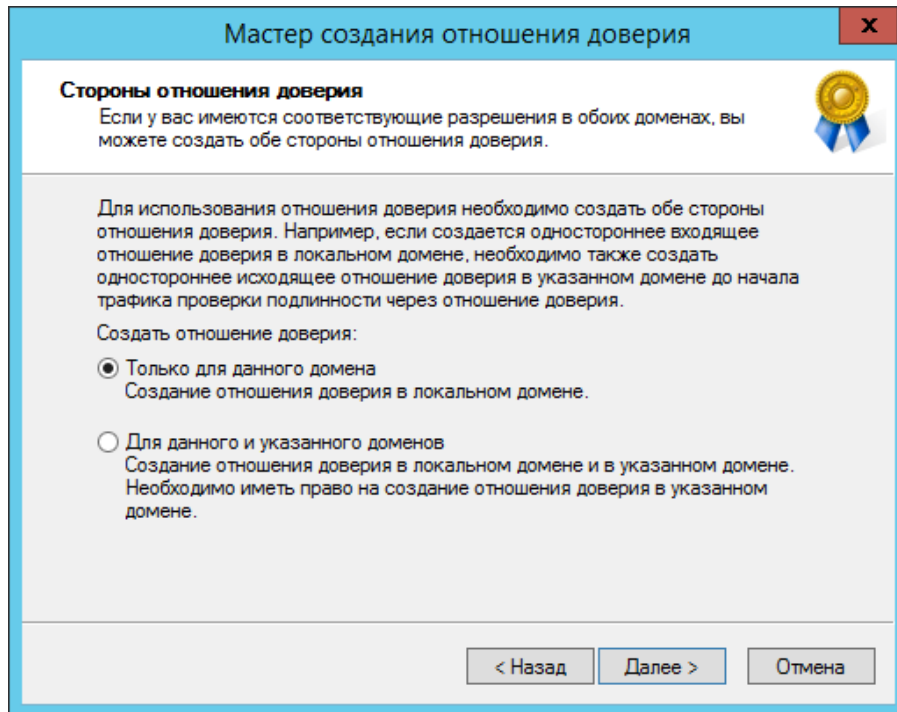 Мастер создания отношения доверия
x
Стороны отношения доверия
Если у вас имеются соответствующие разрешения в обоих доменах, вы
можете создать обе стороны отношения доверия.
Для использования отношения доверия необходимо создать обе стороны
отношения доверия. Например, если создается одностороннее входящее
отношение доверия в локальном домене, необходимо также создать
одностороннее исходящее отношение доверия в указанном домене до начала
трафика проверки подлинности через отношение доверия.
Создать отношение доверия:
Только для данного домена
Создание отношения доверия в локальном домене.
Для данного и указанного доменов
Создание отношения доверия в локальном домене и в указанном домене.
Необходимо иметь право на создание отношения доверия в указанном
домене.
< Назад
Далее >
Отмена